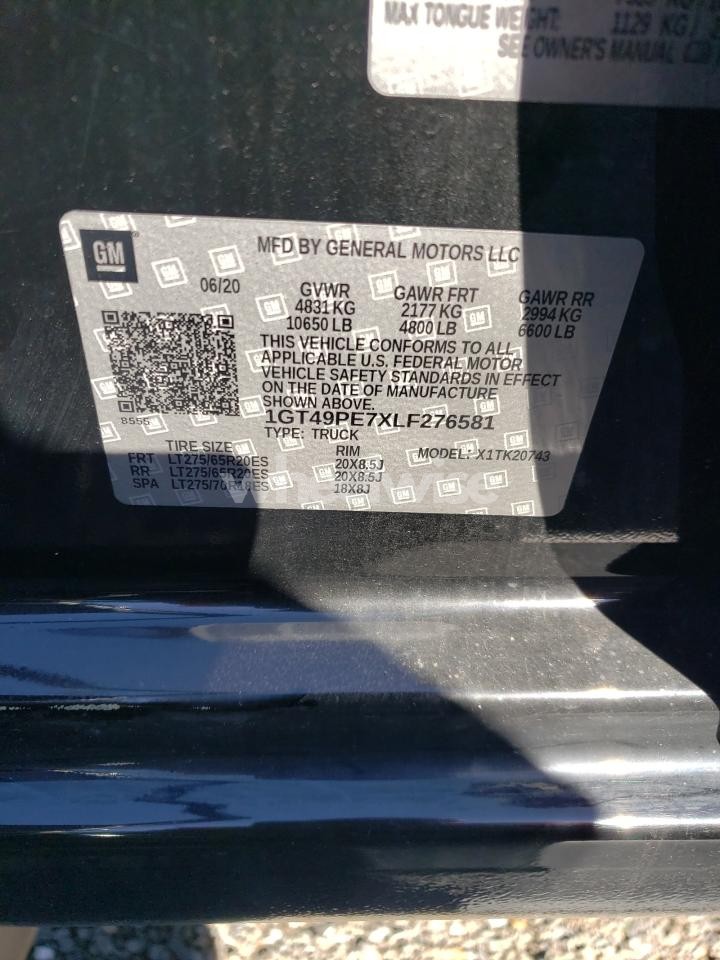 MAX TONGUE WEIGHT: 1129 KG/
SEE OWNER'S MANUAL
GM
MFD BY GENERAL MOTORS LLC
06/20 GVWR GAWR FRT GAWR RR
4831 KG 2177 KG 2994 KG
10650 LB 4800 LB 6600 LB
THIS VEHICLE CONFORMS TO ALL
APPLICABLE U.S. FEDERAL MOTOR
VEHICLE SAFETY STANDARDS IN EFFECT
ON THE DATE OF MANUFACTURE
SHOWN ABOVE.
8555 1GT49PE7XLF276581
TYPE: TRUCK
TIRE SIZE RIM MODEL: X1TK20743
FRT LT275/65R20ES 20X8.5J
RR LT275/65R20ES 20X8.5J
SPA LT275/70R18ES 18X8J